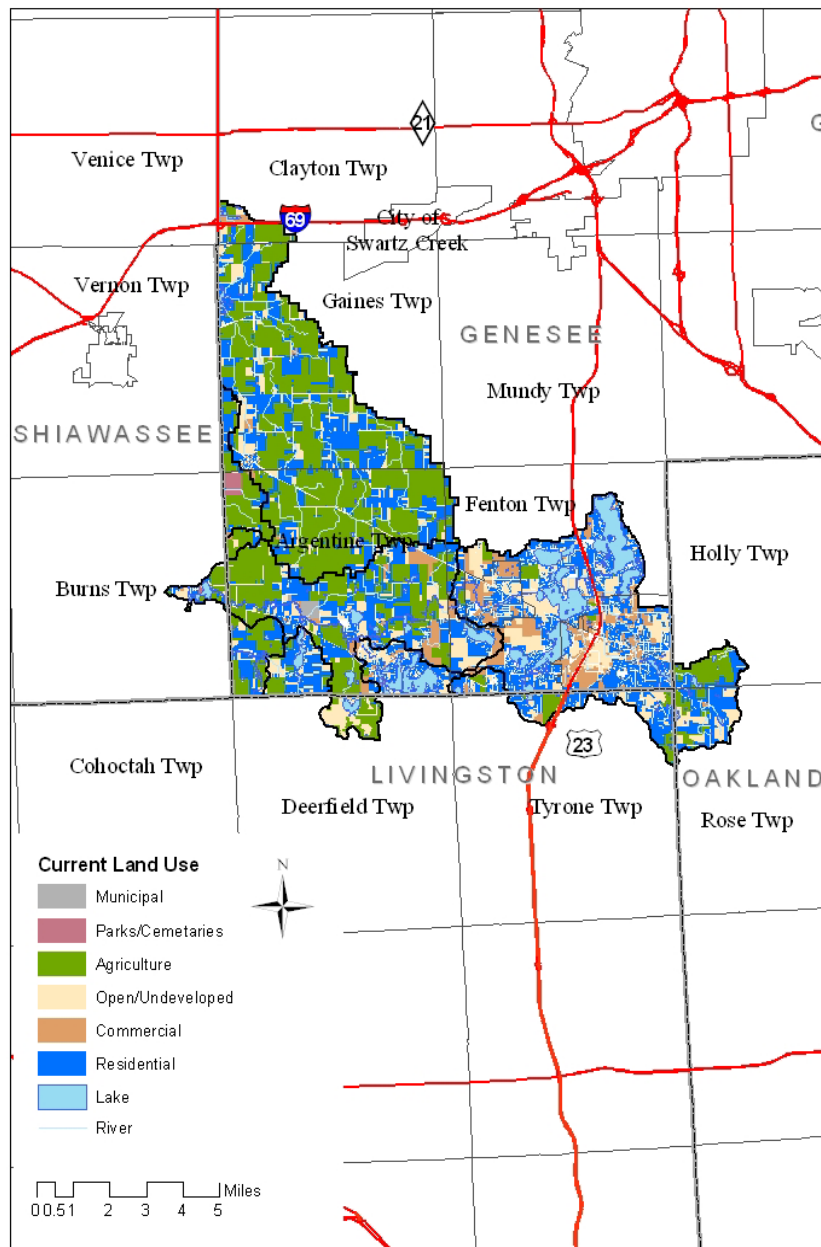 21
G
Venice Twp
Clayton Twp
69
City of
Swartz Creek
Vernon Twp
Gaines Twp
GENESEE
Mundy Twp
SHIAWASSEE
Fenton Twp
Argentine Twp
Holly Twp
Burns Twp
23
Cohoctah Twp
LIVINGSTON
OAKLAND
Deerfield Twp
Tyrone Twp
Rose Twp
Current Land Use
N
Municipal
Parks/Cemetaries
Agriculture
Open/Undeveloped
Commercial
Residential
Lake
River
Miles
0 0.5 1 2 3 4 5